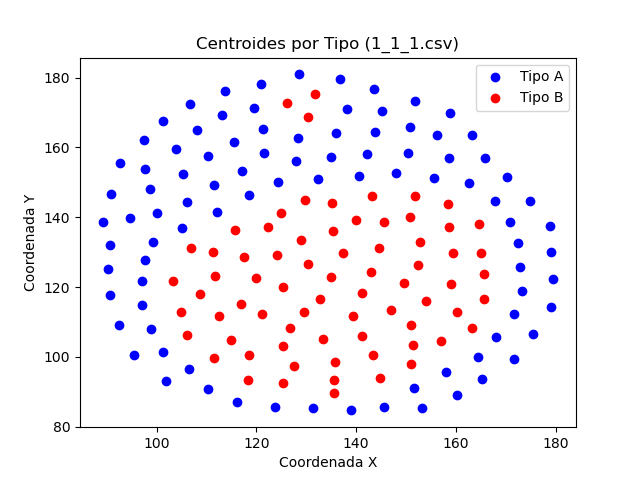 Centroides por Tipo (1_1_1.csv)
Tipo A
Tipo B
Coordenada Y
180
160
140
120
100
80
100 120 140 160 180
Coordenada X